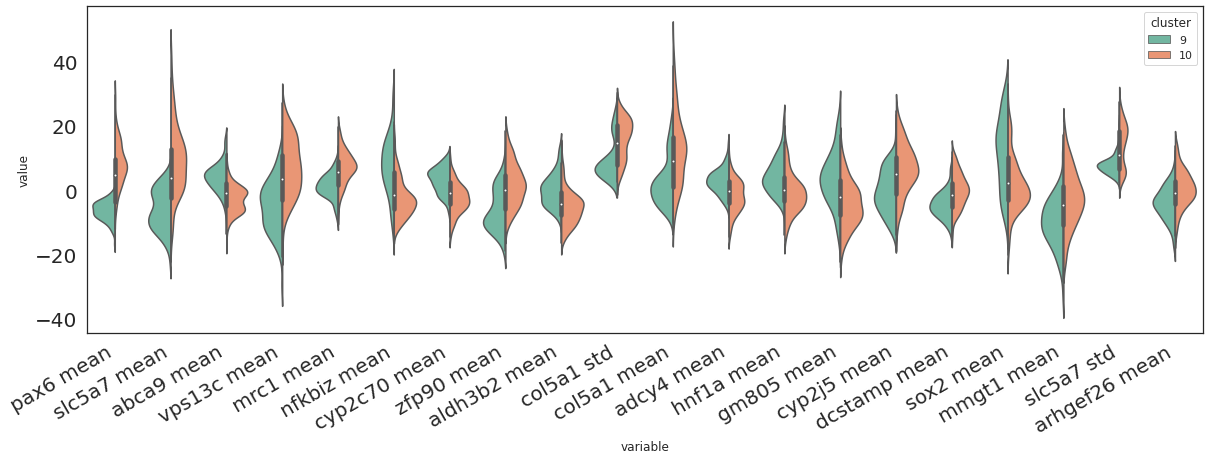 cluster
9
10
40
20
0
−20
−40
value
pax6 mean
slc5a7 mean
abca9 mean
vps13c mean
mrc1 mean
nfkbiz mean
cyp2c70 mean
zfp90 mean
aldh3b2 mean
col5a1 std
col5a1 mean
adcy4 mean
hnf1a mean
gm805 mean
cyp2j5 mean
dcstamp mean
sox2 mean
mmgt1 mean
slc5a7 std
arhgef26 mean
variable